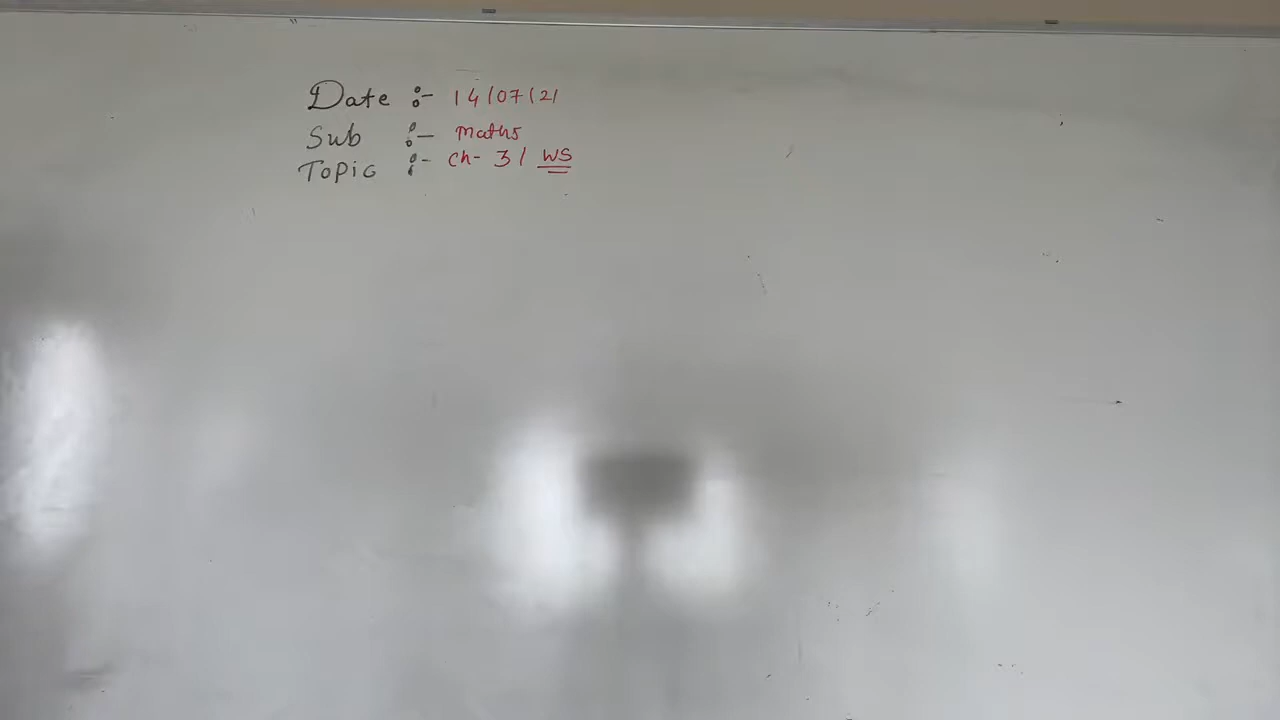 Date :- 14/07/21
Sub :- maths
Topic :- ch- 3/ WS